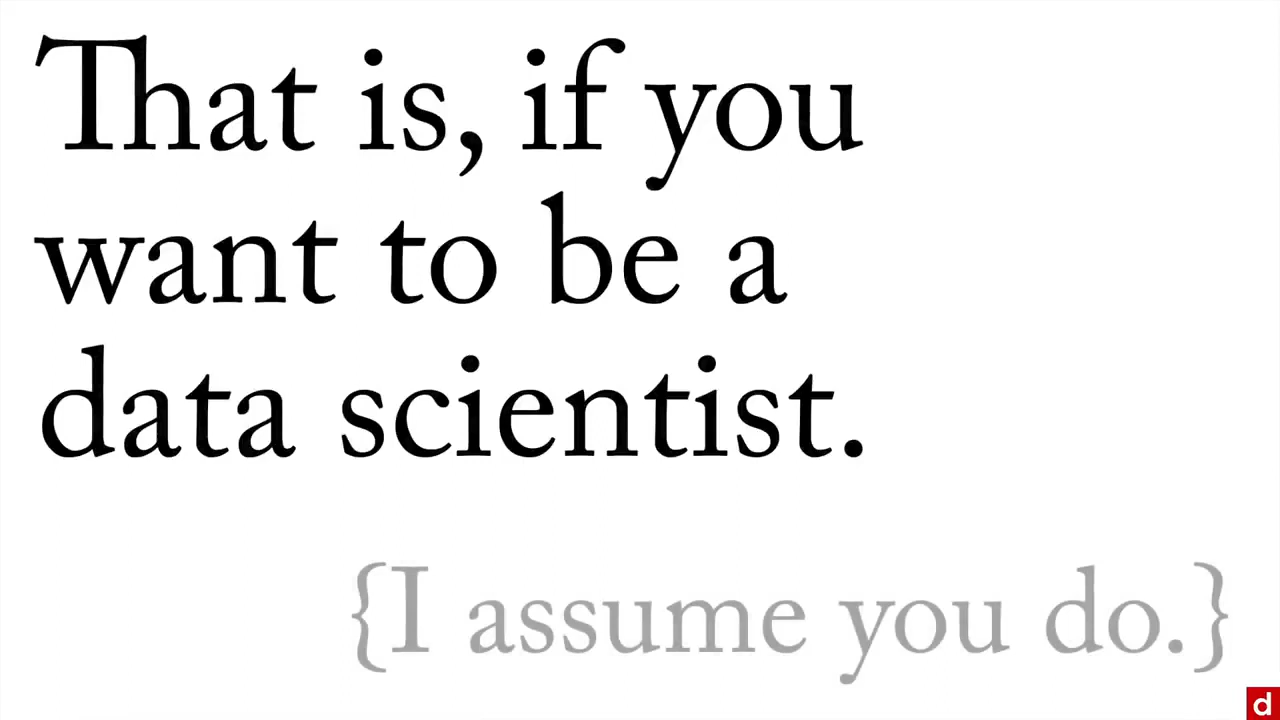 That is, if you
want to be a
data scientist.
{I assume you do.}
d